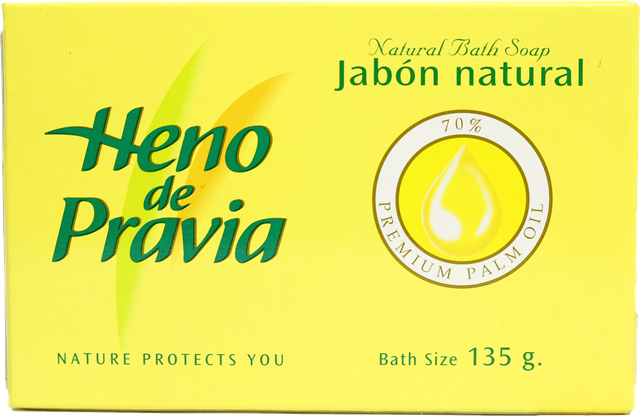 Natural Bath Soap
Jabón natural
Heno
de
Pravia
70%
PREMIUM PALM OIL
NATURE PROTECTS YOU
Bath Size 135 g.